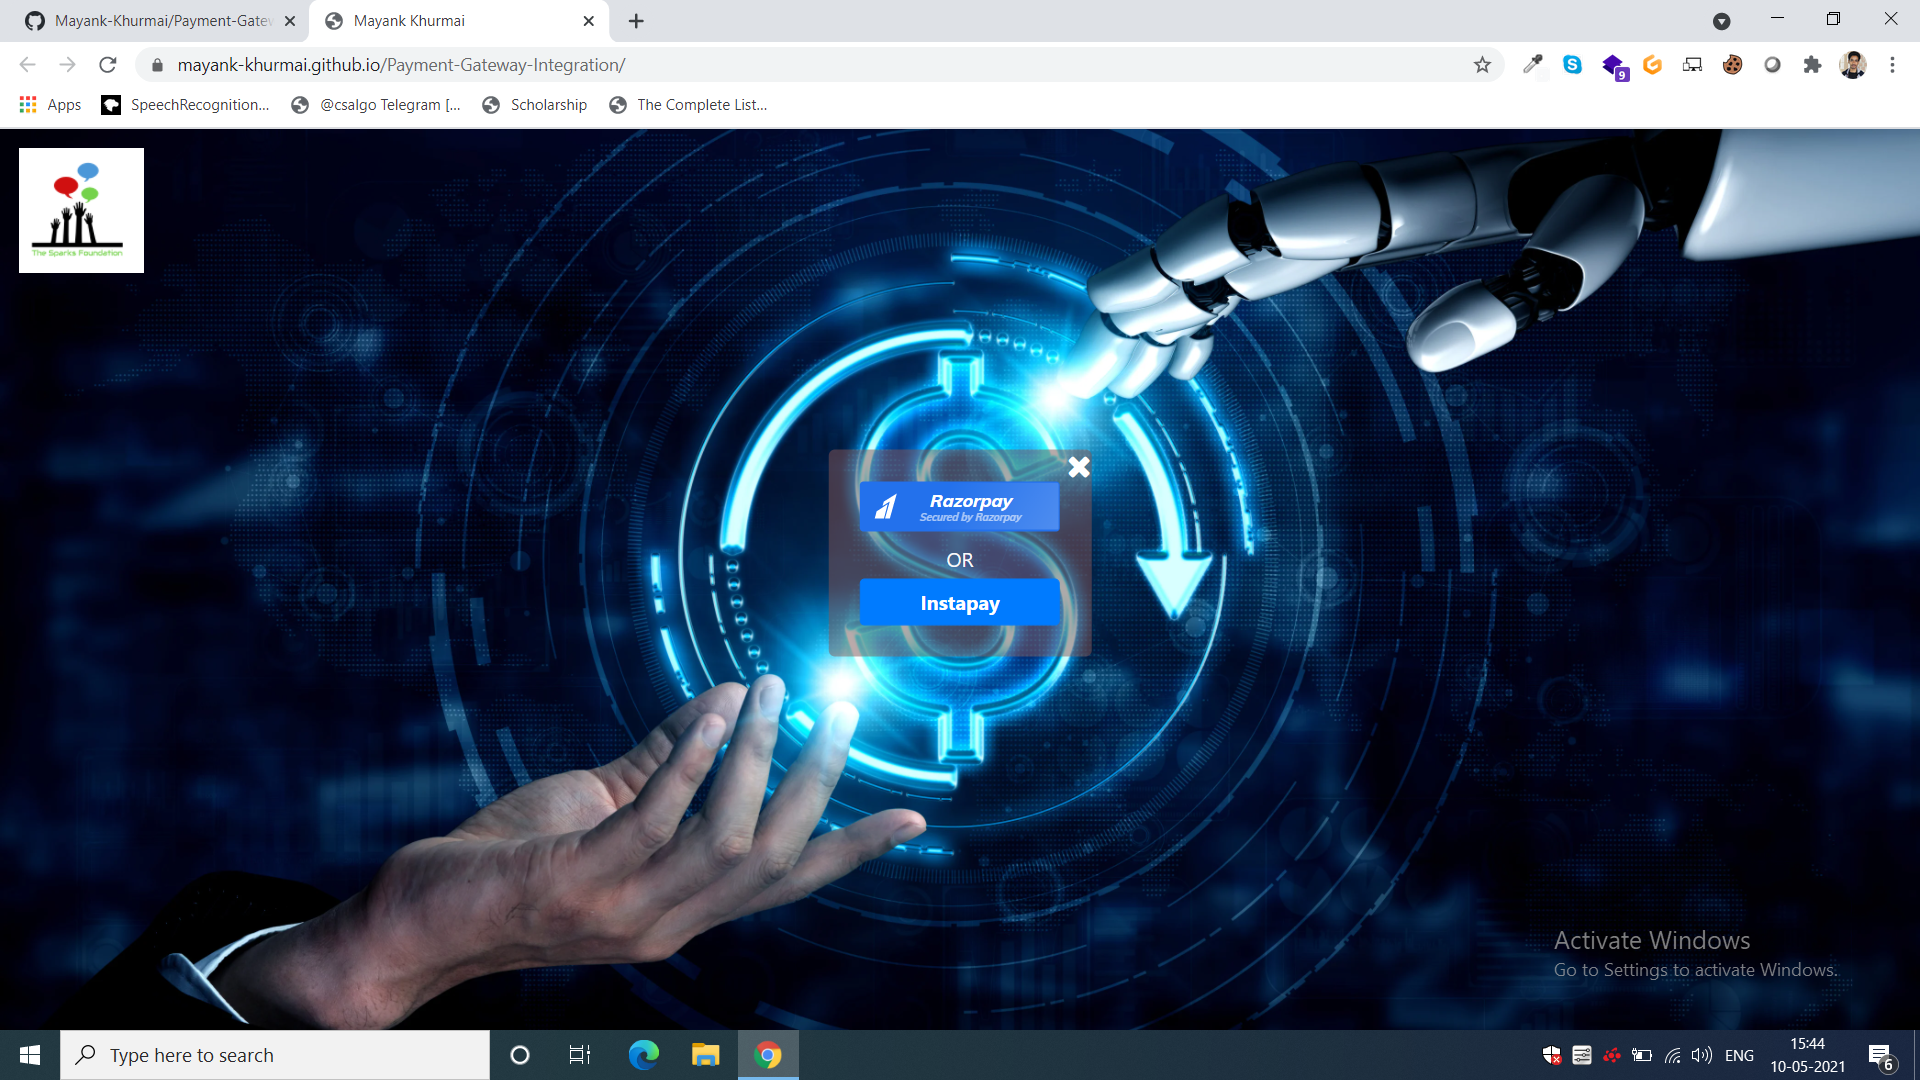 Mayank-Khurmai/Payment-Gatew
Mayank Khurmai
mayank-khurmai.github.io/Payment-Gateway-Integration/
9
Apps
SpeechRecognition...
@csalgo Telegram [...
Scholarship
The Complete List...
The Sparks Foundation
Razorpay
Secured by Razorpay
OR
Instapay
Activate Windows
Go to Settings to activate Windows.
Type here to search
ENG
15:44
10-05-2021
6